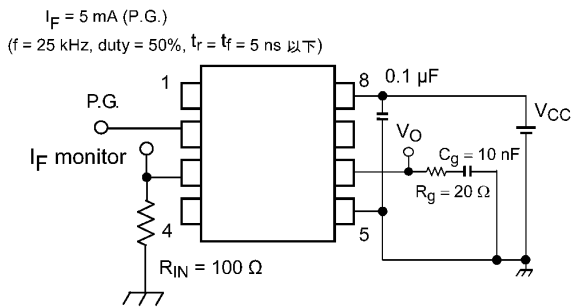 IF = 5 mA (P.G.)
(f = 25 kHz, duty = 50%, tr = tf = 5 ns 以下)
1
8
0.1 μF
P.G.
VCC
VO
IF monitor
Cg = 10 nF
Rg = 20 Ω
4
5
RIN = 100 Ω